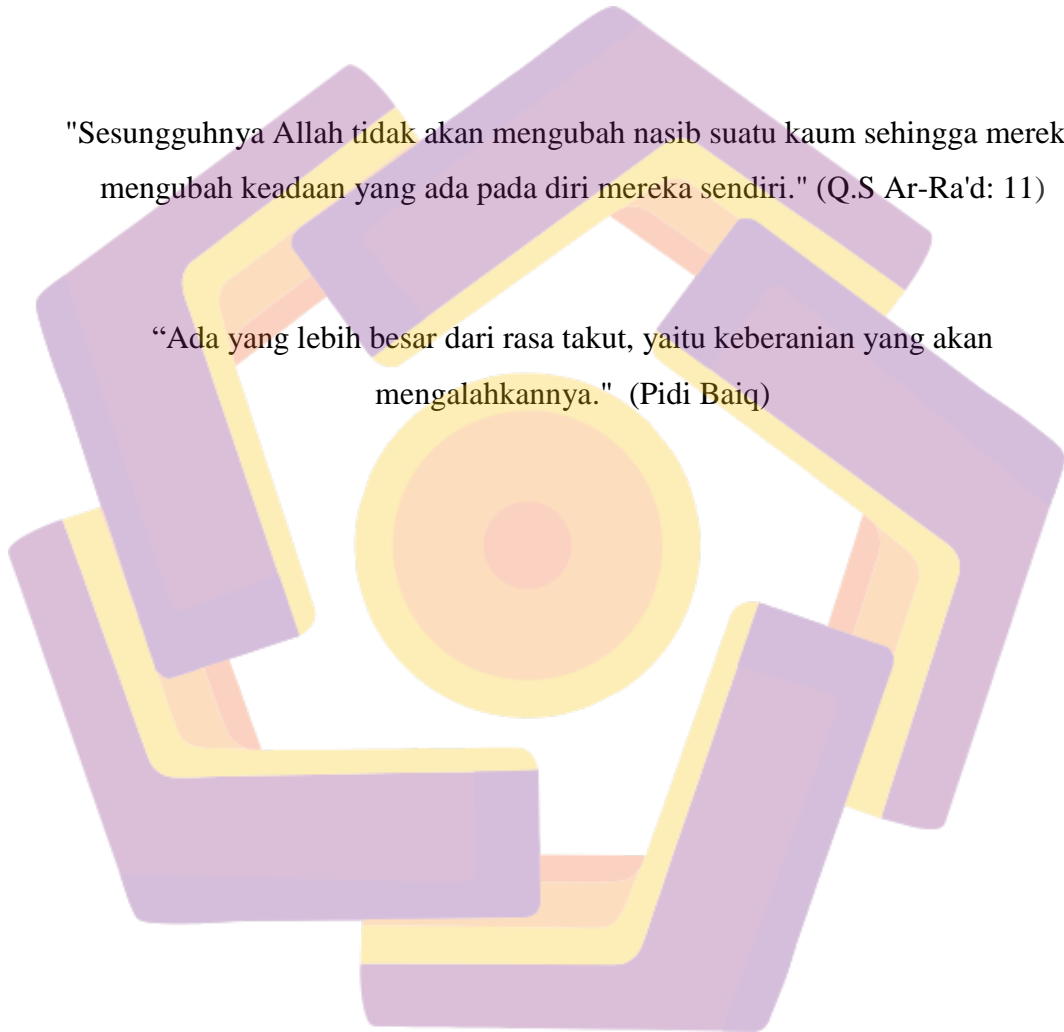 "Sesungguhnya Allah tidak akan mengubah nasib suatu kaum sehingga merek
mengubah keadaan yang ada pada diri mereka sendiri." (Q.S Ar-Ra'd: 11)
“Ada yang lebih besar dari rasa takut, yaitu keberanian yang akan
mengalahkannya." (Pidi Baiq)